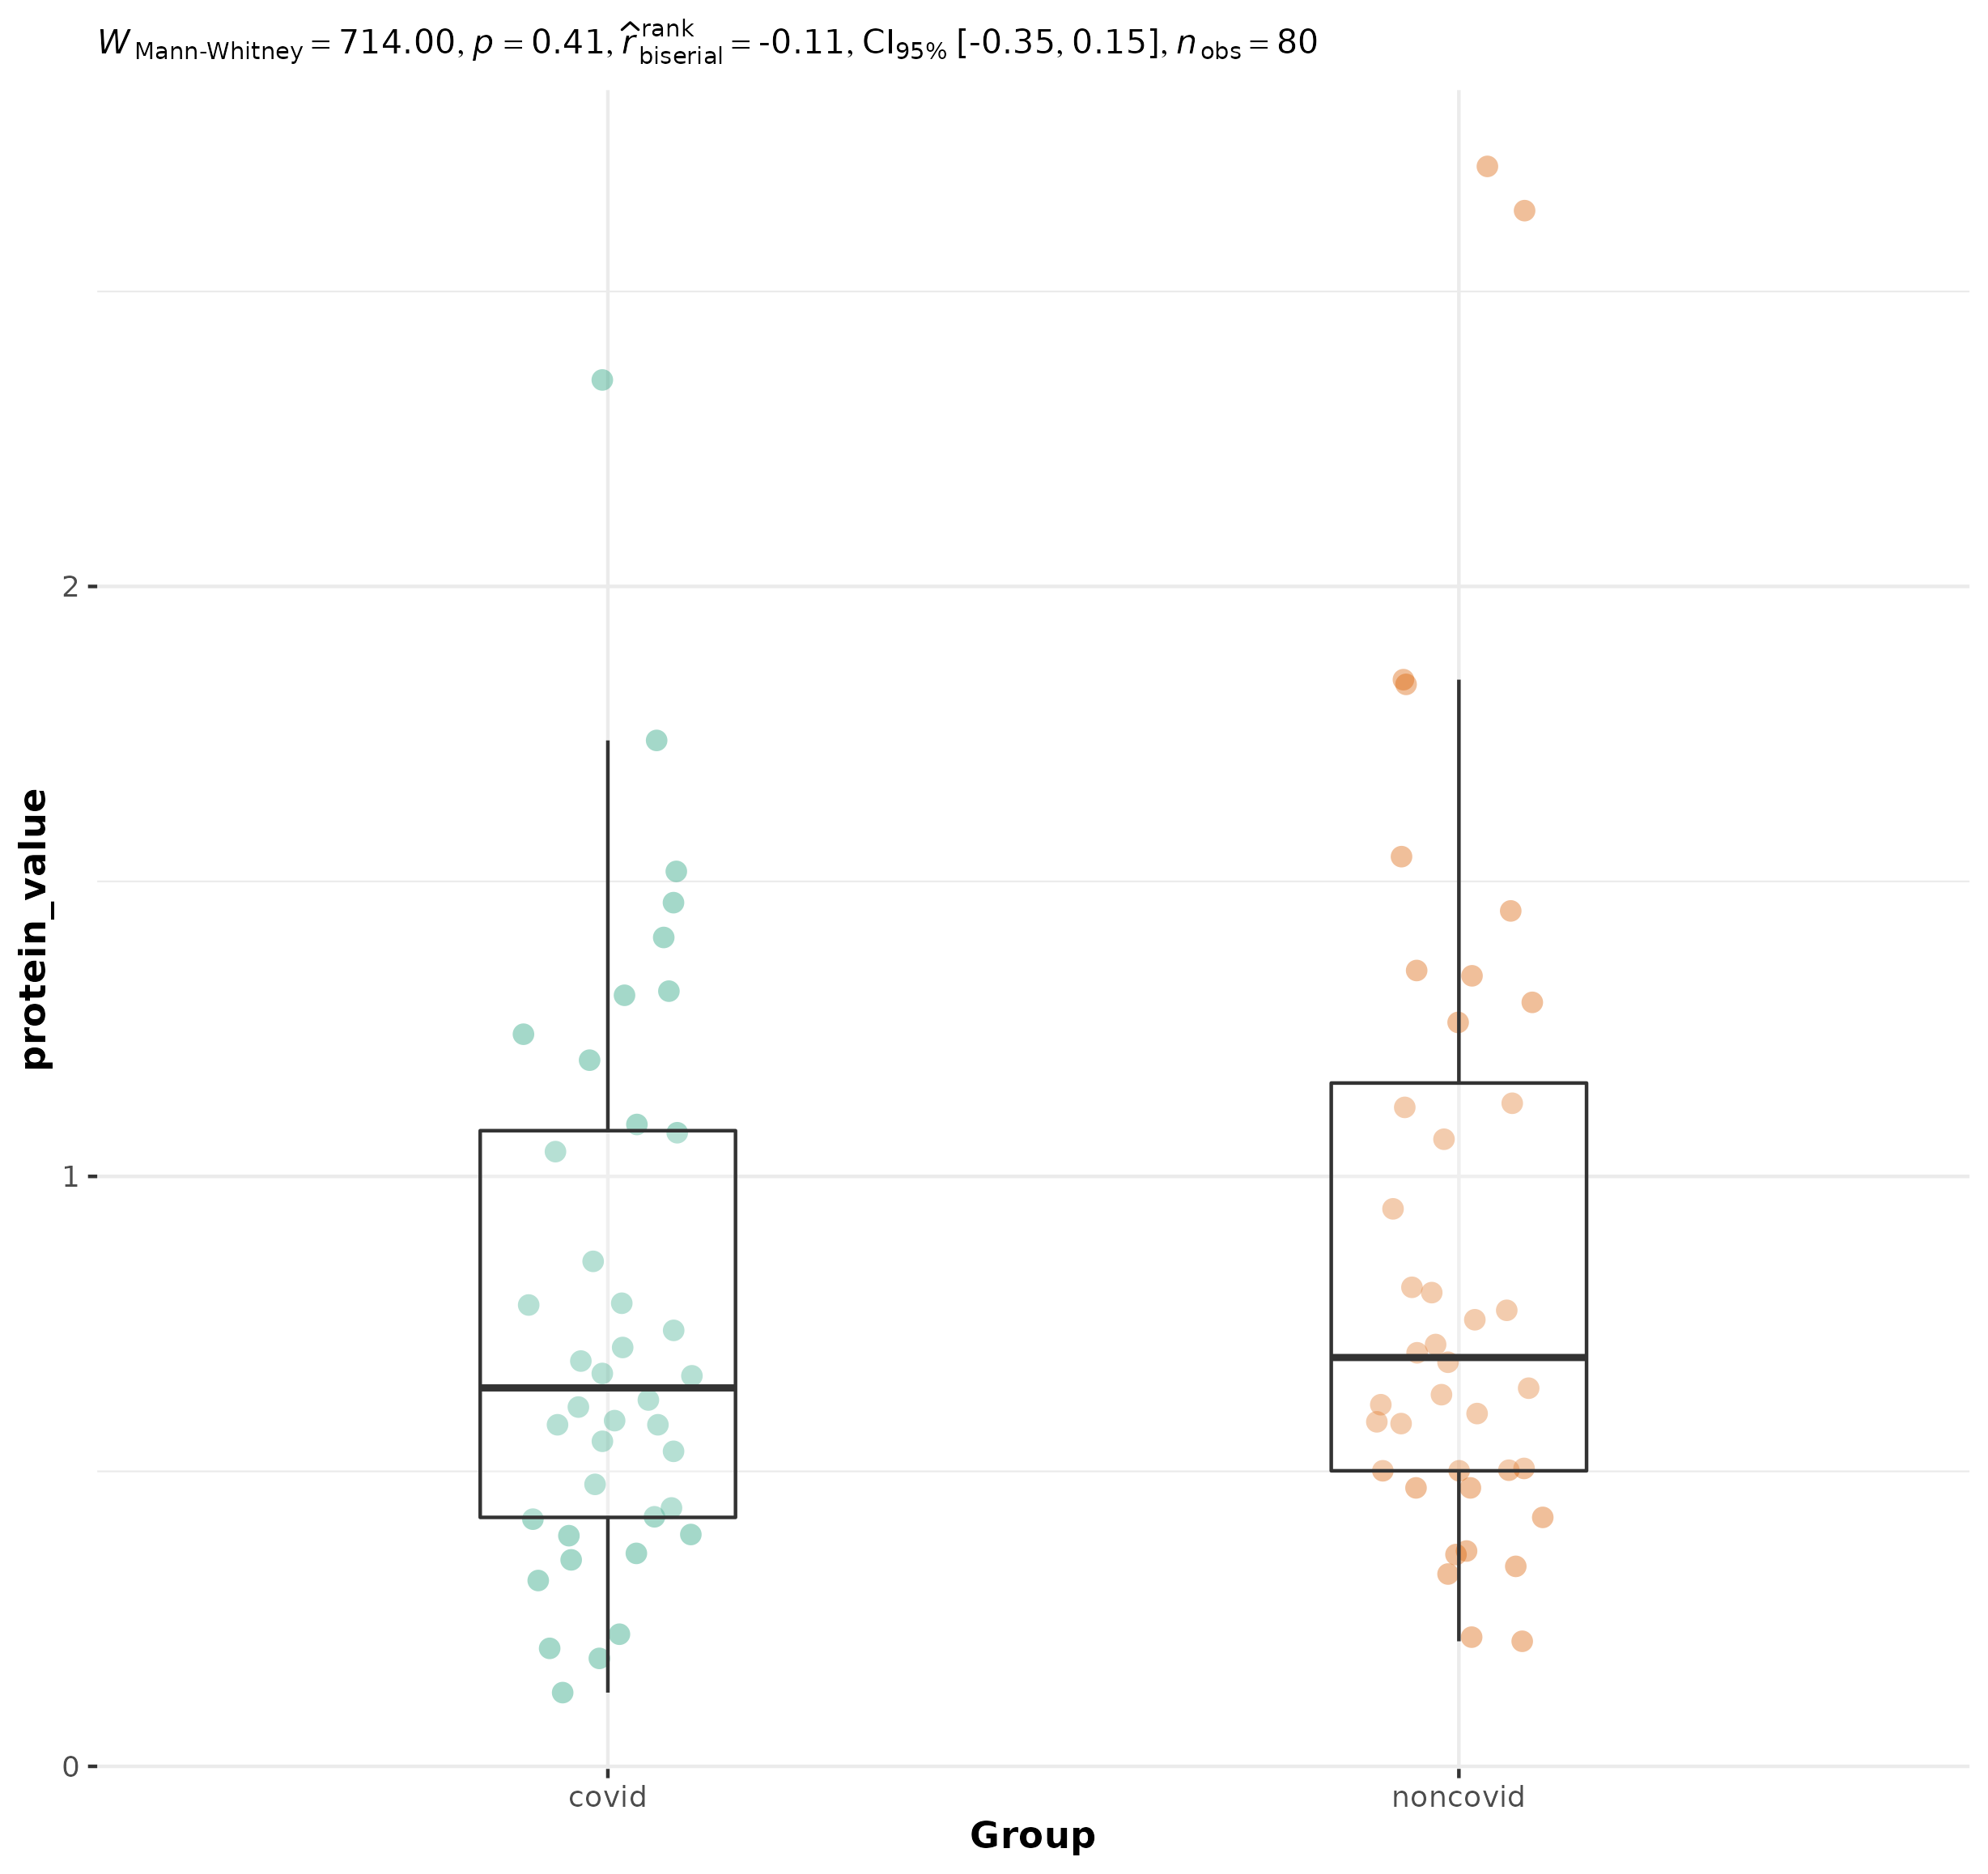 W Mann-Whitney = 714.00, p = 0.41, r̂ rank biserial = -0.11, CI95% [-0.35, 0.15], n obs = 80
protein_value
2
1
0
covid noncovid
Group